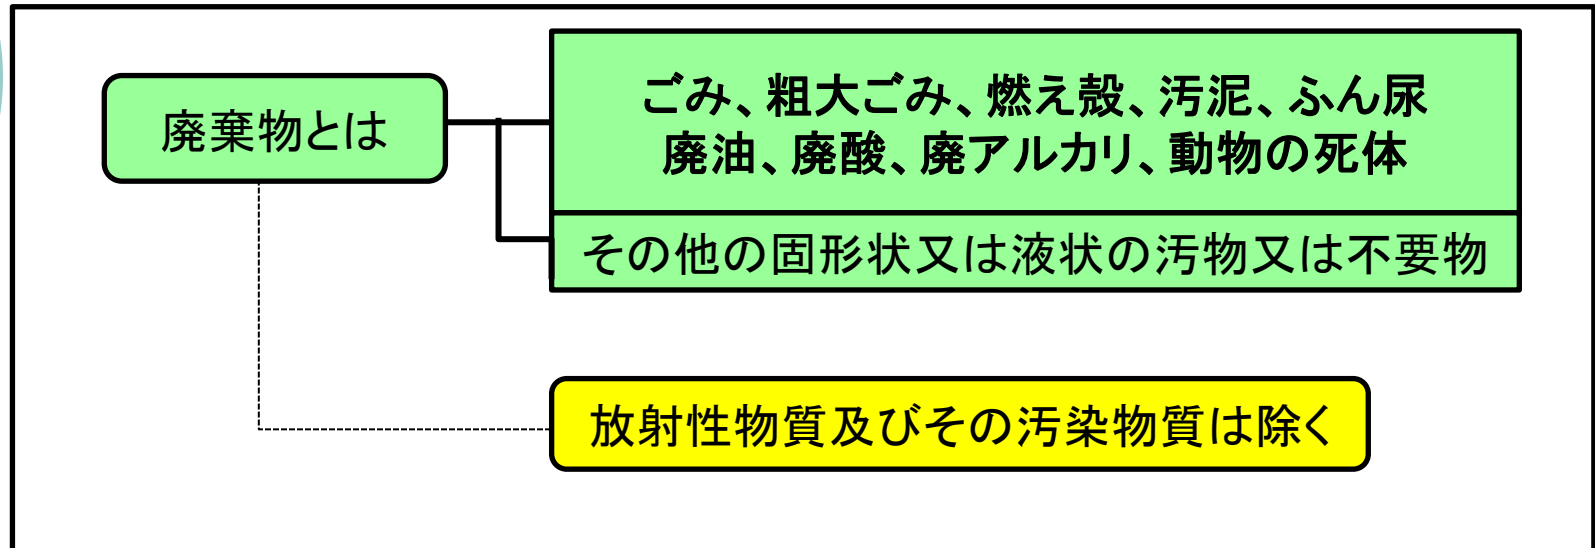 廃棄物とは
ごみ、粗大ごみ、燃え殻、汚泥、ふん尿
廃油、廃酸、廃アルカリ、動物の死体
その他の固形状又は液状の汚物又は不要物
放射性物質及びその汚染物質は除く